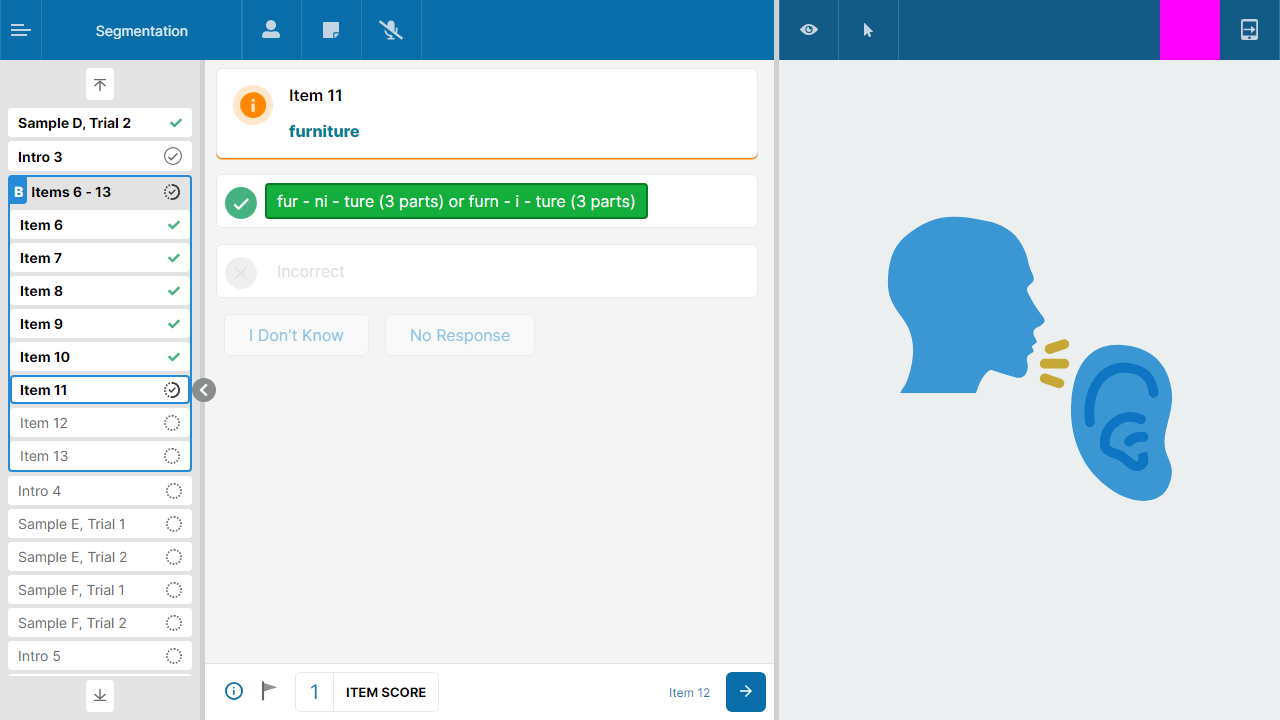 Segmentation
Sample D, Trial 2
Intro 3
B Items 6 - 13
Item 6
Item 7
Item 8
Item 9
Item 10
Item 11
Item 12
Item 13
Intro 4
Sample E, Trial 1
Sample E, Trial 2
Sample F, Trial 1
Sample F, Trial 2
Intro 5
Item 11
furniture
fur - ni - ture (3 parts) or furn - i - ture (3 parts)
Incorrect
I Don't Know
No Response
1 ITEM SCORE
Item 12